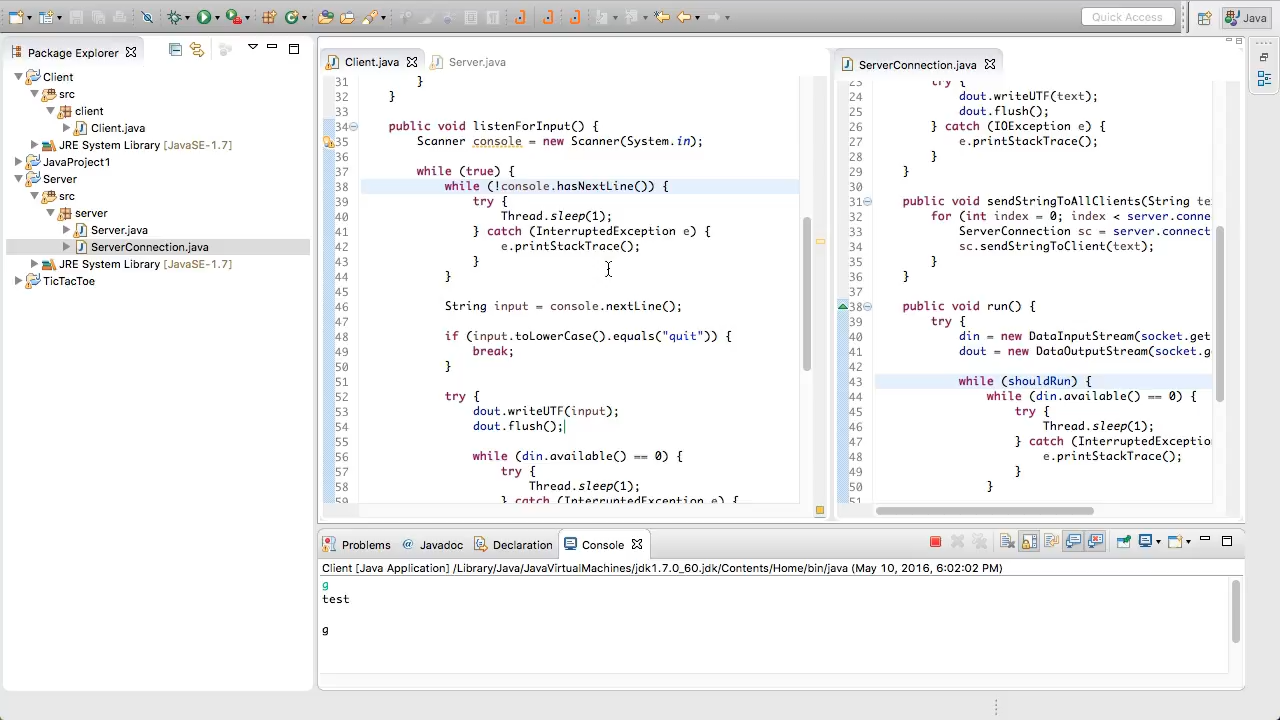 Quick Access
Java
Package Explorer
Client
src
client
Client.java
JRE System Library [JavaSE-1.7]
JavaProject1
Server
src
server
Server.java
ServerConnection.java
JRE System Library [JavaSE-1.7]
TicTacToe
Client.java
Server.java
31 }
32 }
33
34 public void listenForInput() {
35 Scanner console = new Scanner(System.in);
36
37 while (true) {
38 while (!console.hasNextLine()) {
39 try {
40 Thread.sleep(1);
41 } catch (InterruptedException e) {
42 e.printStackTrace();
43 }
44 }
45
46 String input = console.nextLine();
47
48 if (input.toLowerCase().equals("quit")) {
49 break;
50 }
51
52 try {
53 dout.writeUTF(input);
54 dout.flush();
55
56 while (din.available() == 0) {
57 try {
58 Thread.sleep(1);
59 } catch (InterruptedException e) {
ServerConnection.java
23 try {
24 dout.writeUTF(text);
25 dout.flush();
26 } catch (IOException e) {
27 e.printStackTrace();
28 }
29 }
30
31 public void sendStringToAllClients(String te
32 for (int index = 0; index < server.conne
33 ServerConnection sc = server.connect
34 sc.sendStringToClient(text);
35 }
36 }
37
38 public void run() {
39 try {
40 din = new DataInputStream(socket.get
41 dout = new DataOutputStream(socket.g
42
43 while (shouldRun) {
44 while (din.available() == 0) {
45 try {
46 Thread.sleep(1);
47 } catch (InterruptedExceptio
48 e.printStackTrace();
49 }
50 }
51
Problems
Javadoc
Declaration
Console
Client [Java Application] /Library/Java/JavaVirtualMachines/jdk1.7.0_60.jdk/Contents/Home/bin/java (May 10, 2016, 6:02:02 PM)
g
test
g